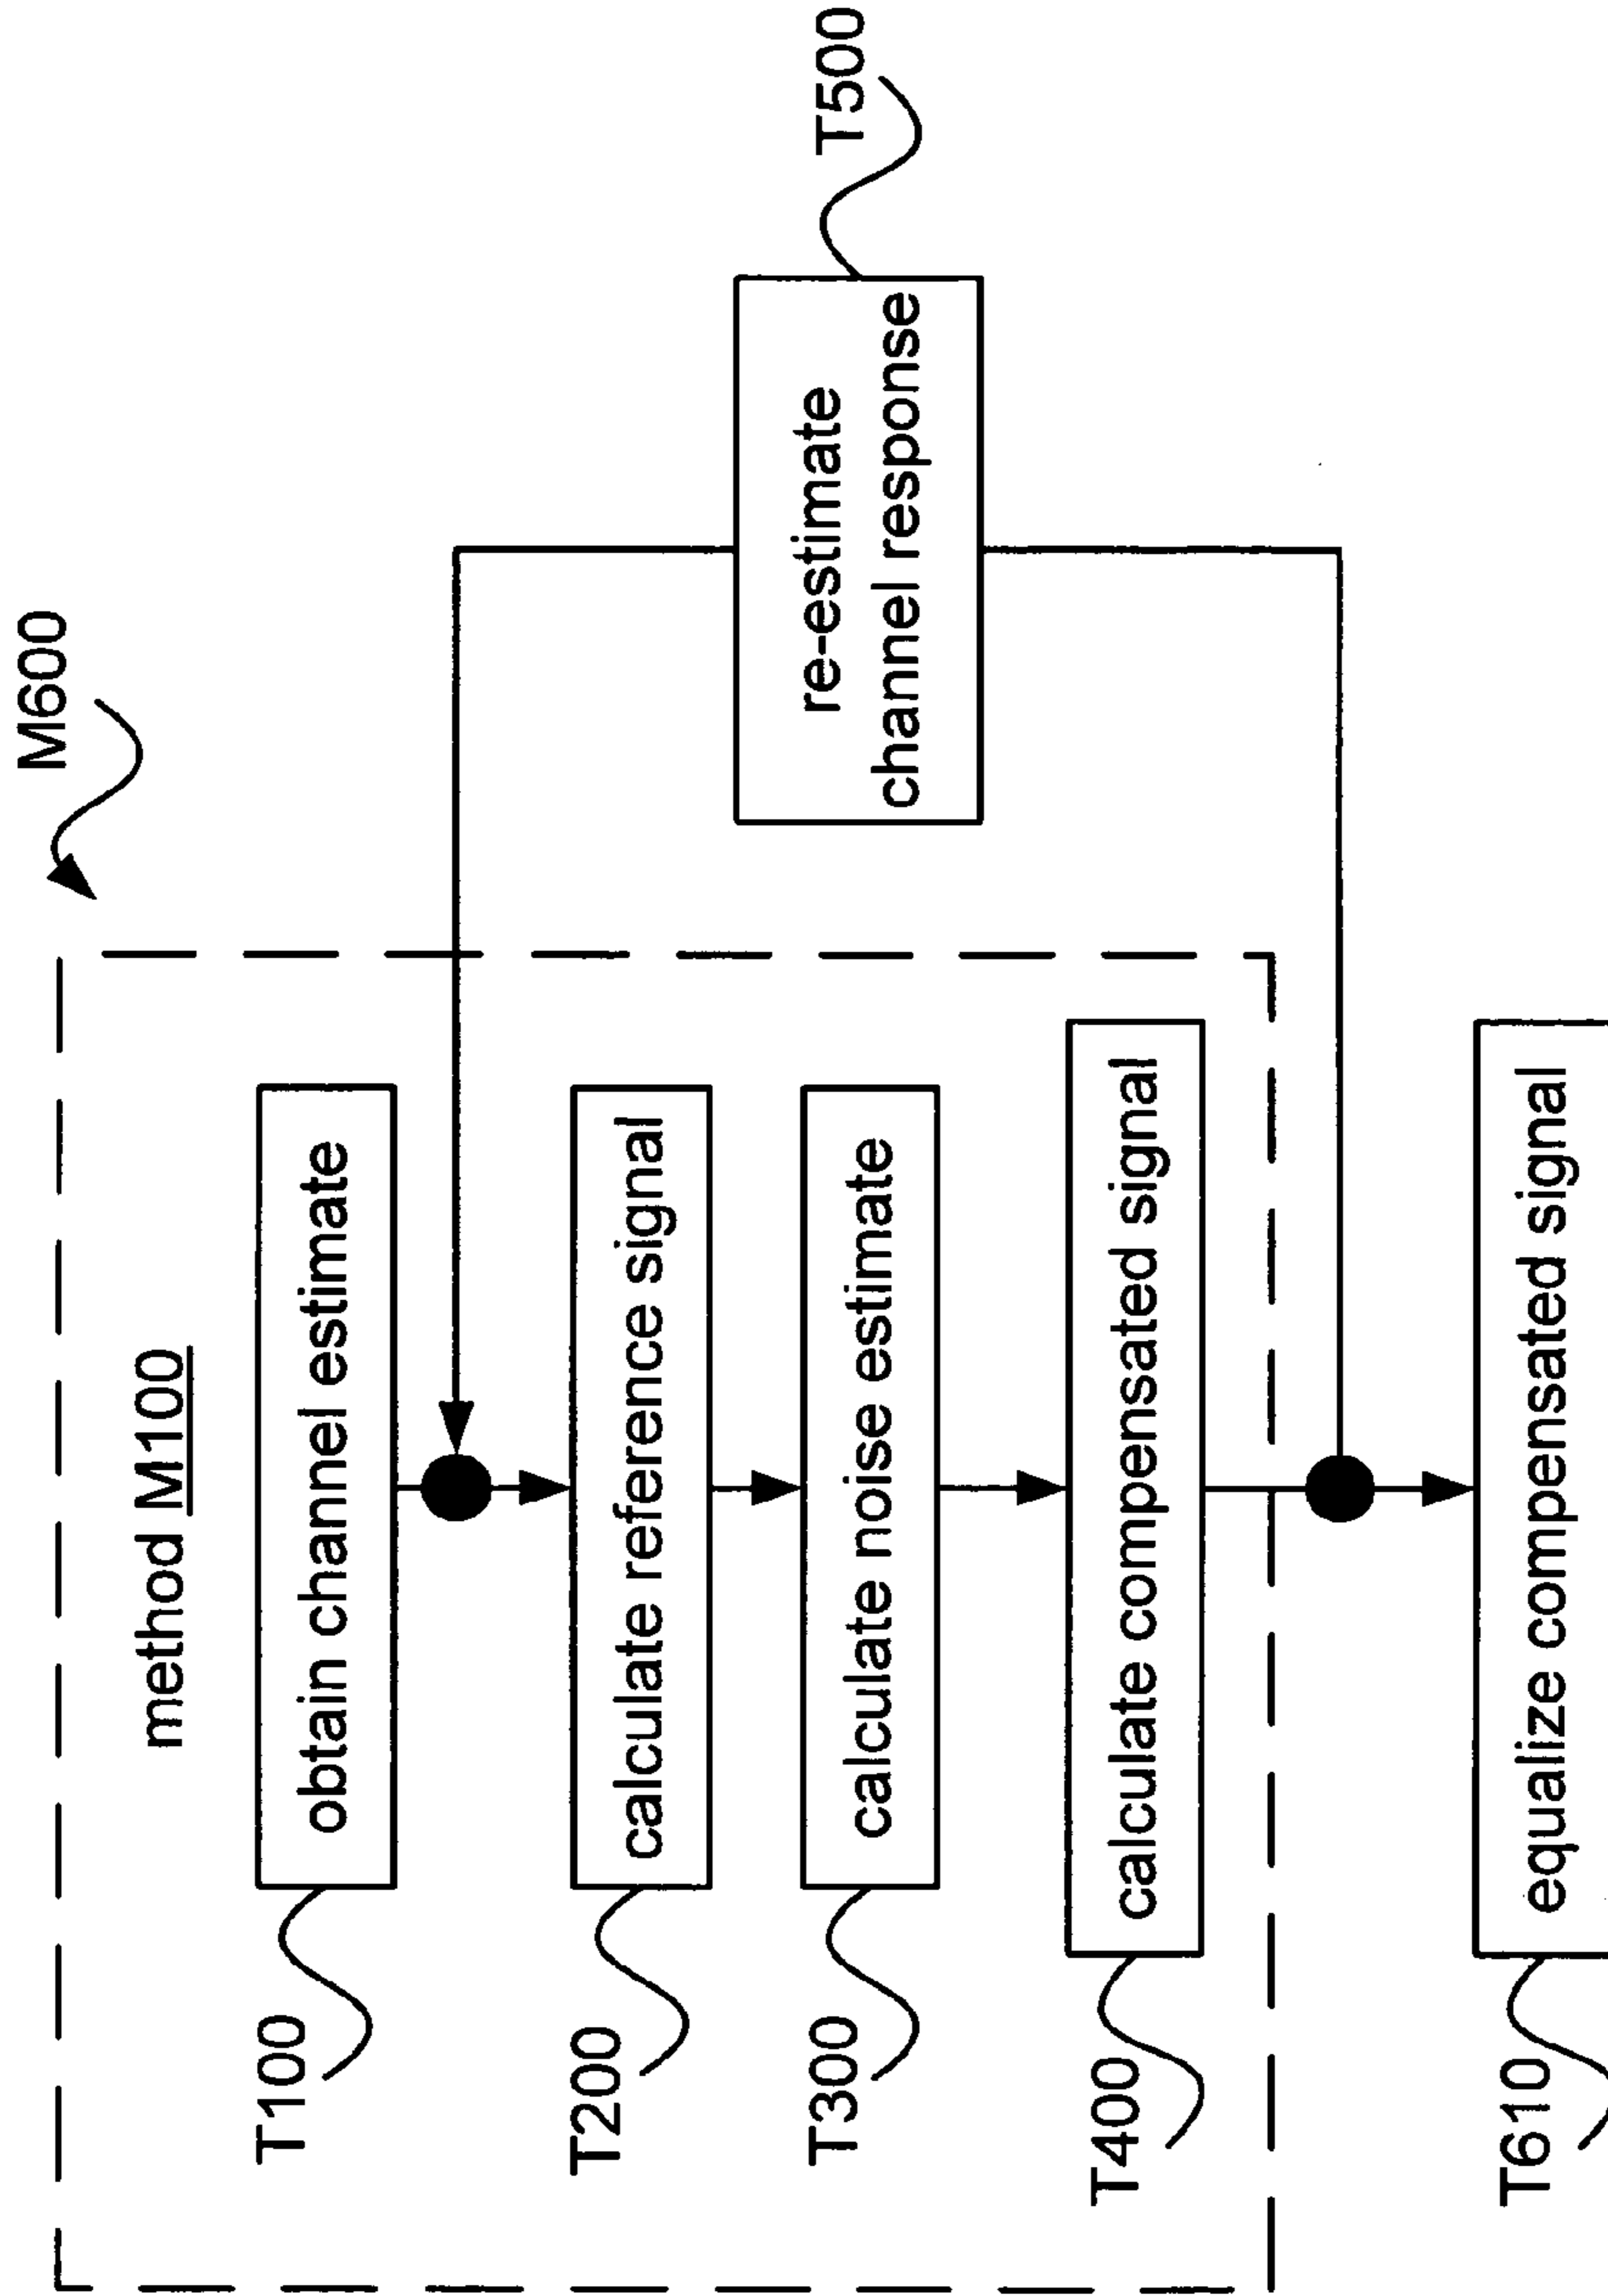 M600
method M100
T100
obtain channel estimate
T200
calculate reference signal
T300
calculate noise estimate
T400
calculate compensated signal
re-estimate
channel response
T500
T610
equalize compensated signal